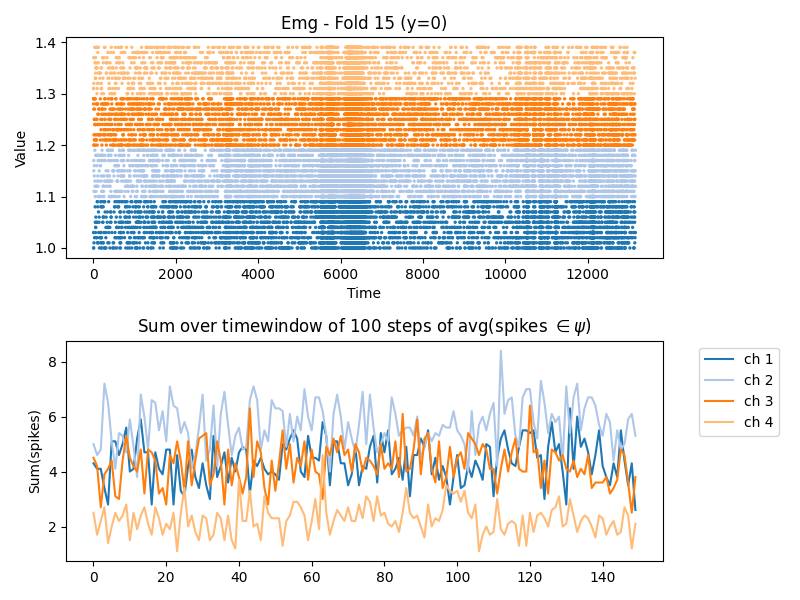 Emg - Fold 15 (y=0)
1.4
1.3
1.2
1.1
1.0
Value
0 2000 4000 6000 8000 10000 12000
Time
Sum over timewindow of 100 steps of avg(spikes ∈ ψ)
8
6
4
2
Sum(spikes)
0 20 40 60 80 100 120 140
ch 1
ch 2
ch 3
ch 4